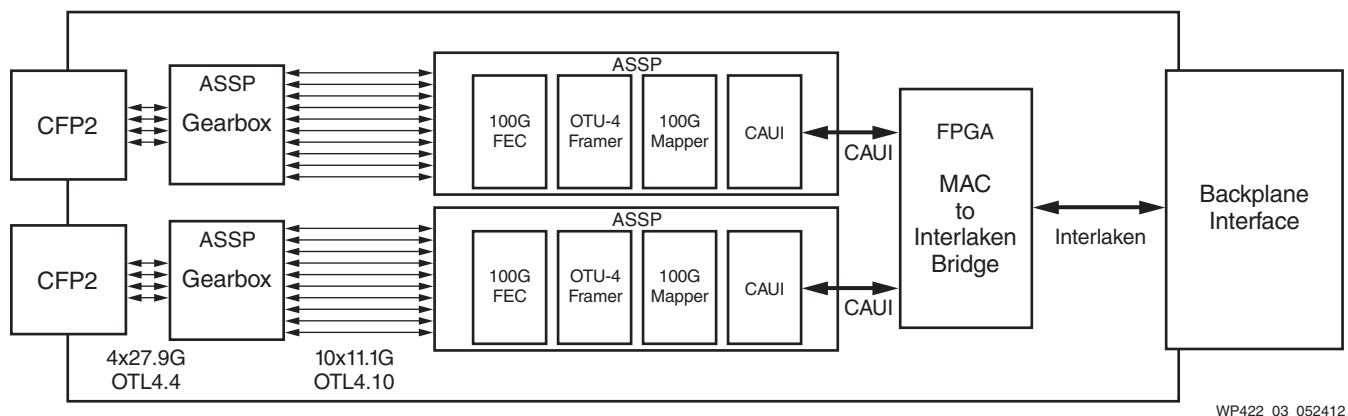 CFP2
ASSP
Gearbox
ASSP
100G
FEC
OTU-4
Framer
100G
Mapper
CAUI
CAUI
FPGA
MAC
to
Interlaken
Bridge
Interlaken
Backplane
Interface
CFP2
ASSP
Gearbox
ASSP
100G
FEC
OTU-4
Framer
100G
Mapper
CAUI
CAUI
4x27.9G
OTL4.4
10x11.1G
OTL4.10
WP422_03_052412